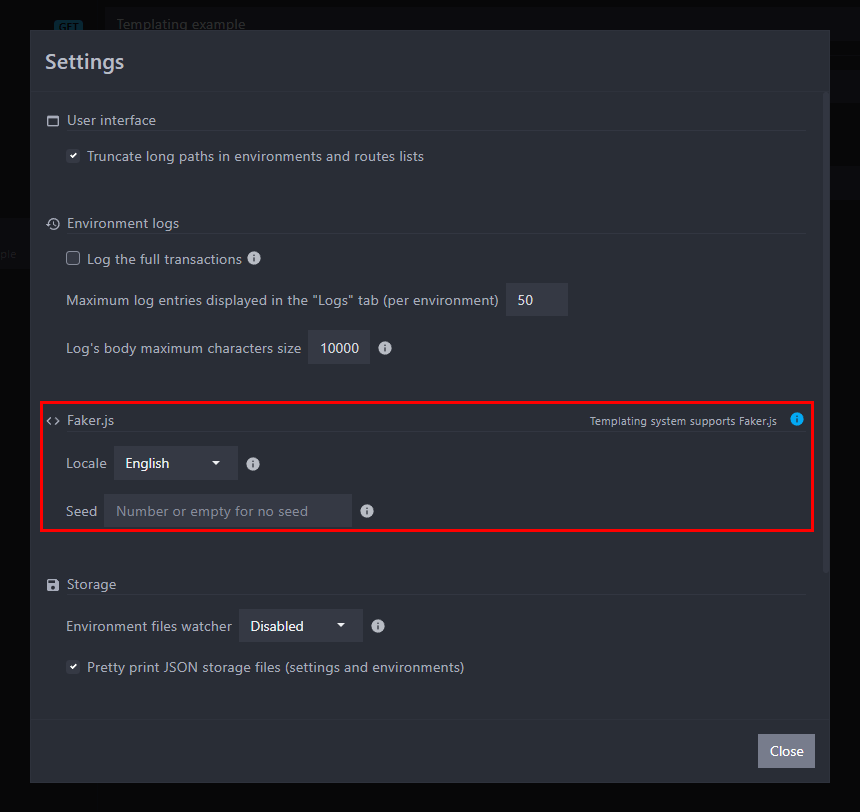 GET Templating example
Settings
User interface
Truncate long paths in environments and routes lists
Environment logs
ple
Log the full transactions
Maximum log entries displayed in the "Logs" tab (per environment) 50
Log's body maximum characters size 10000
Faker.js Templating system supports Faker.js
Locale English
Seed Number or empty for no seed
Storage
Environment files watcher Disabled
Pretty print JSON storage files (settings and environments)
Close